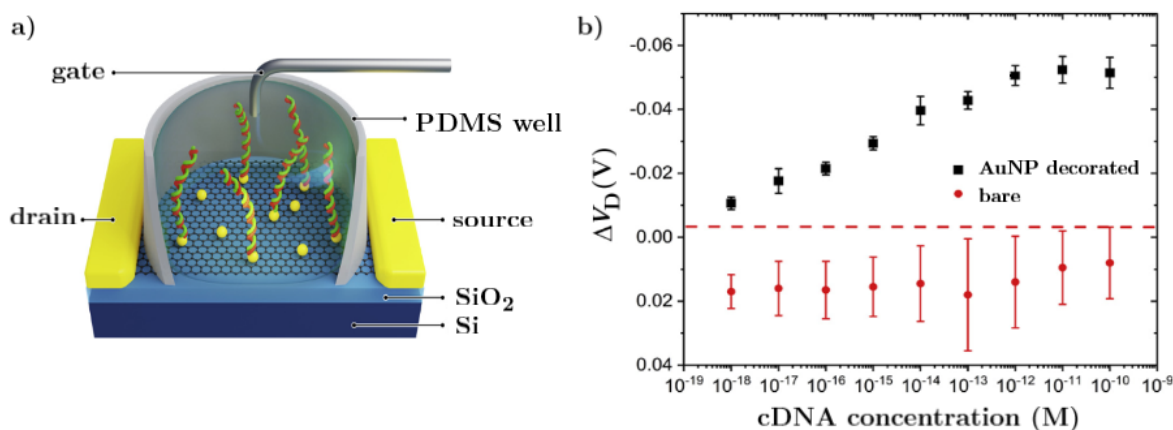 a)
gate
PDMS well
drain
source
SiO₂
Si
b)
-0.06
-0.04
-0.02
0.00
0.02
0.04
ΔV_D(V)
AuNP decorated
bare
10⁻¹⁹ 10⁻¹⁸ 10⁻¹⁷ 10⁻¹⁶ 10⁻¹⁵ 10⁻¹⁴ 10⁻¹³ 10⁻¹² 10⁻¹¹ 10⁻¹⁰ 10⁻⁹
cDNA concentration (M)